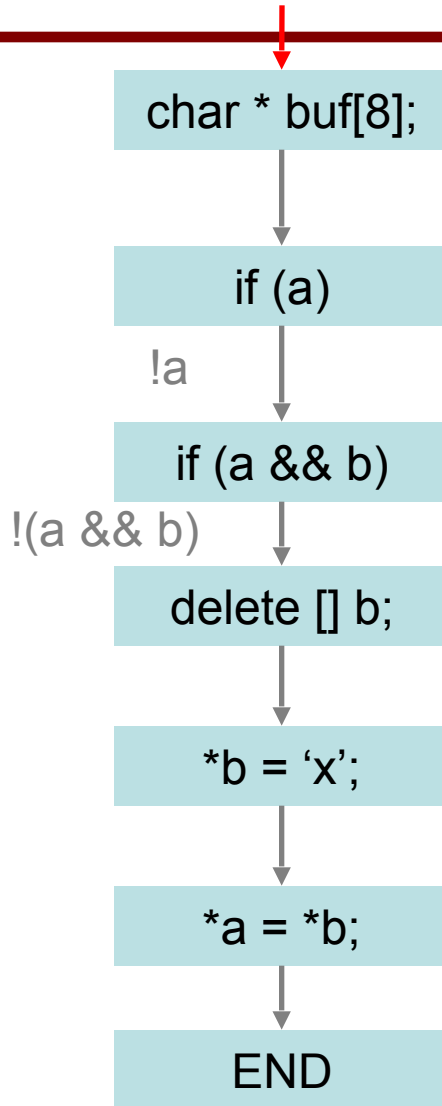 char * buf[8];
if (a)
!a
if (a && b)
!(a && b)
delete [] b;
*b = ‘x’;
*a = *b;
END